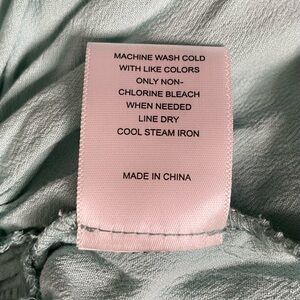 MACHINE WASH COLD
WITH LIKE COLORS
ONLY NON-
CHLORINE BLEACH
WHEN NEEDED
LINE DRY
COOL STEAM IRON
MADE IN CHINA